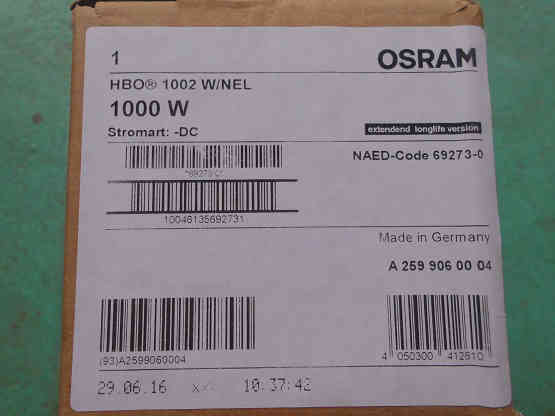 1
OSRAM
HBO® 1002 W/NEL
1000 W
Stromart: -DC
extendend longlife version
NAED-Code 69273-0
10046135692731
Made in Germany
A 259 906 00 04
(93)A2599060004
4 050300 412610
29.06.16 10:37:42